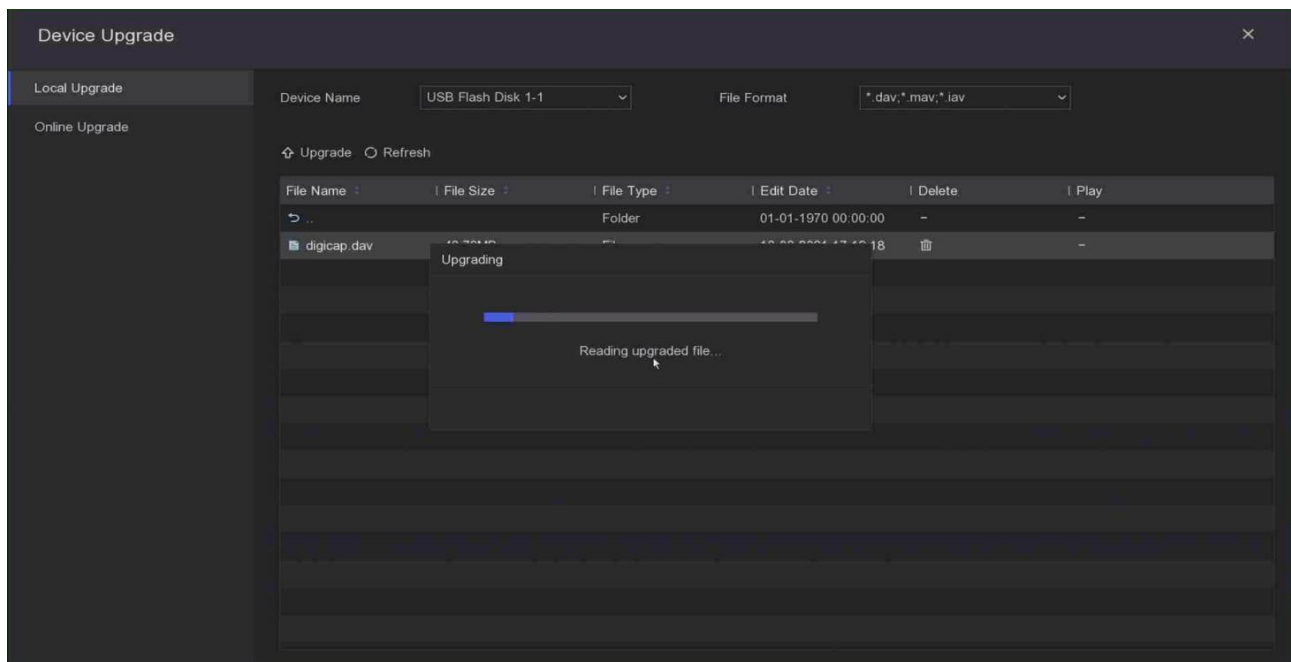 Device Upgrade
Local Upgrade
Online Upgrade
Device Name USB Flash Disk 1-1 File Format *.dav;*.mav;*.iav
Upgrade Refresh
File Name File Size File Type Edit Date Delete Play
.. Folder 01-01-1970 00:00:00 – –
digicap.dav 18 –
Upgrading
Reading upgraded file...